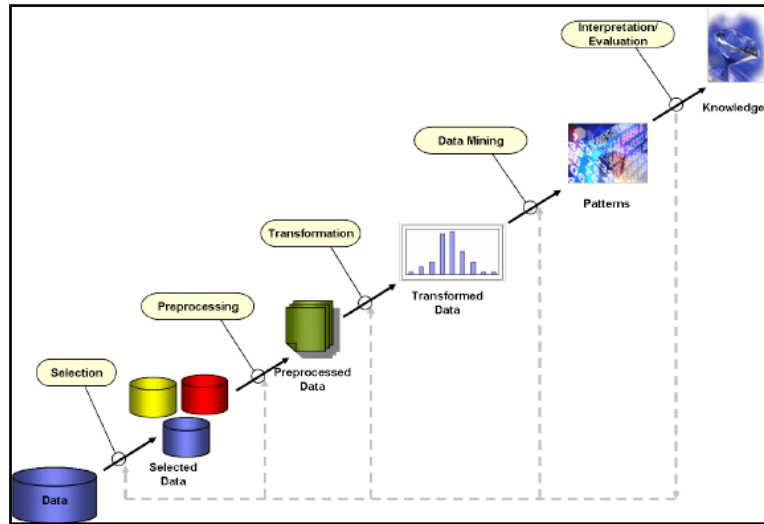 Interpretation/
Evaluation
Knowledge
Data Mining
Patterns
Transformation
Transformed
Data
Preprocessing
Preprocessed
Data
Selection
Selected
Data
Data